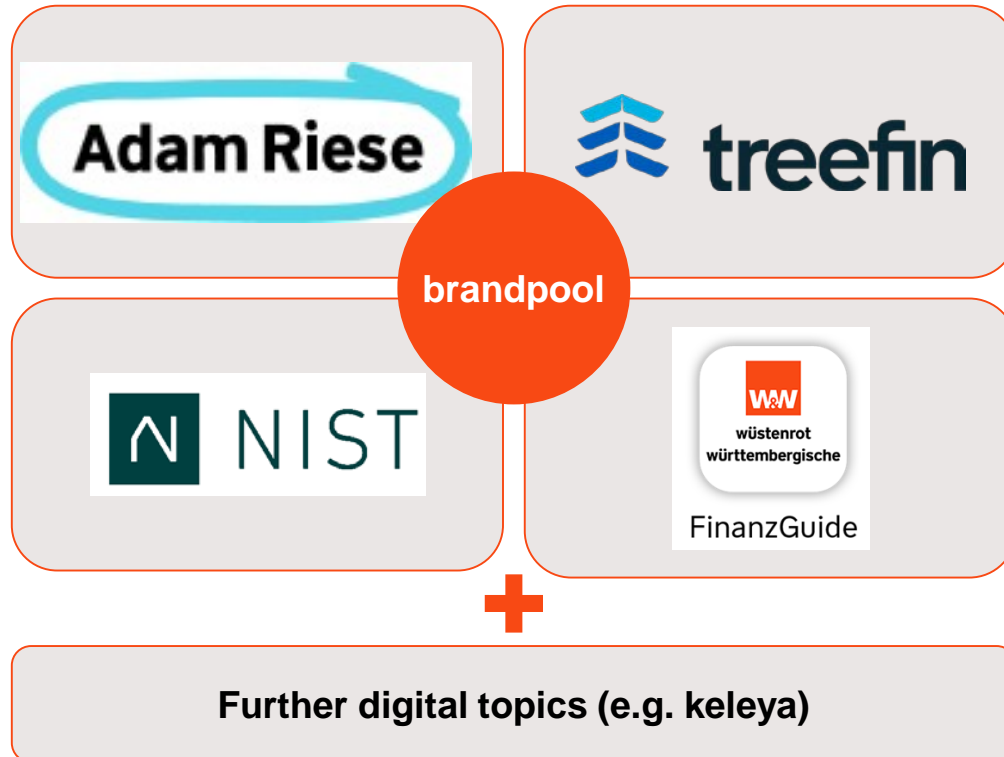 Adam Riese
treefin
brandpool
N NIST
W&W
wüstenrot
württembergische
FinanzGuide
Further digital topics (e.g. keleya)